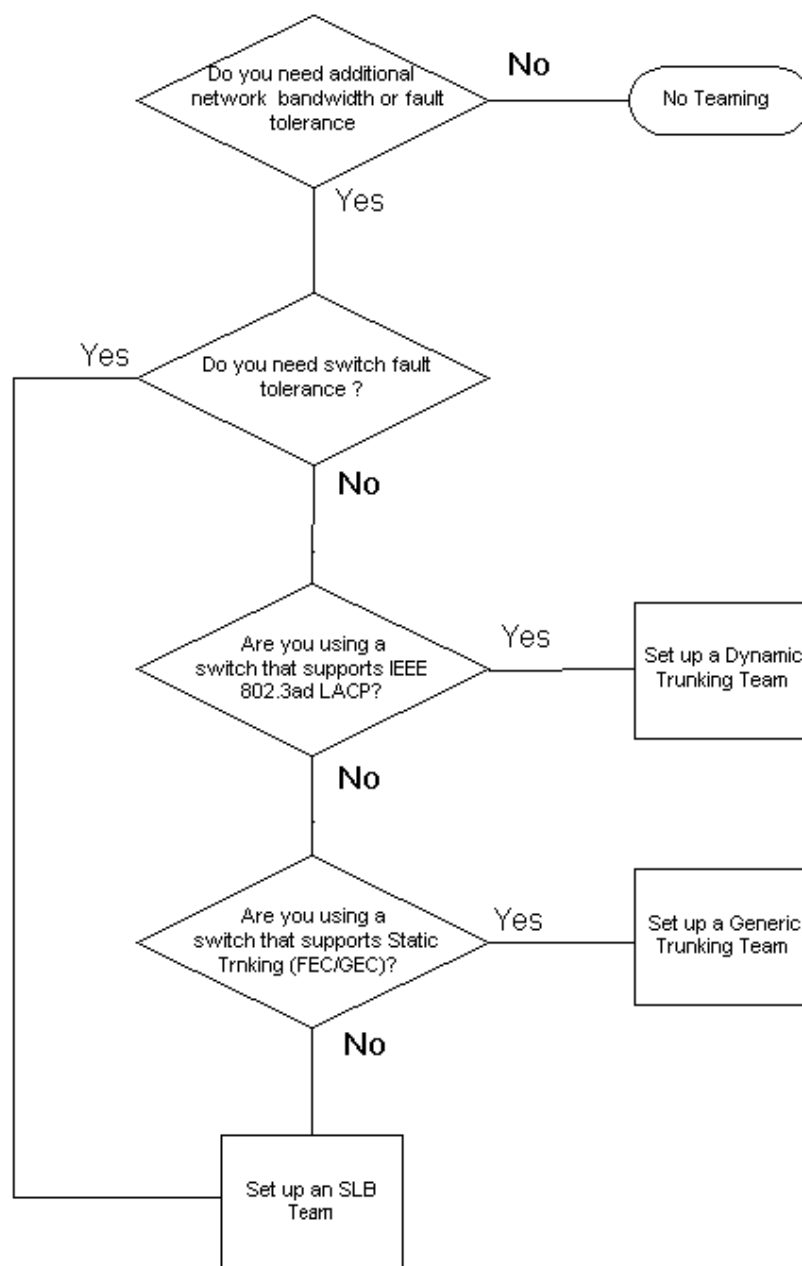 Do you need additional
network bandwidth or fault
tolerance
No
No Teaming
Yes
Yes
Do you need switch fault
tolerance ?
No
Are you using a
switch that supports IEEE
802.3ad LACP?
Yes
Set up a Dynamic
Trunking Team
No
Are you using a
switch that supports Static
Trnking (FEC/GEC)?
Yes
Set up a Generic
Trunking Team
No
Set up an SLB
Team